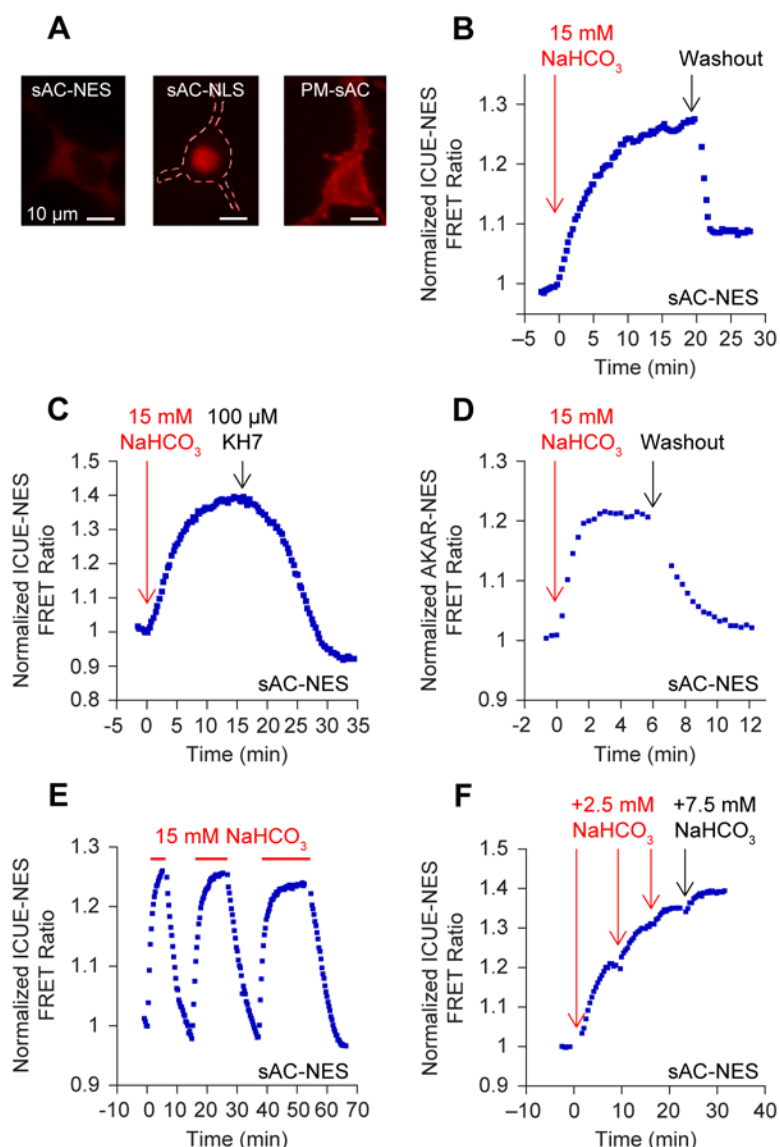 A
sAC-NES
sAC-NLS
PM-sAC
10 µm
B
15 mM
NaHCO3
Washout
Normalized ICUE-NES
FRET Ratio
1.3
1.2
1.1
1
sAC-NES
–5 0 5 10 15 20 25 30
Time (min)
C
15 mM
NaHCO3
100 µM
KH7
Normalized ICUE-NES
FRET Ratio
1.5
1.4
1.3
1.2
1.1
1
0.9
0.8
sAC-NES
-5 0 5 10 15 20 25 30 35
Time (min)
D
15 mM
NaHCO3
Washout
Normalized AKAR-NES
FRET Ratio
1.3
1.2
1.1
1
0.9
sAC-NES
-2 0 2 4 6 8 10 12
Time (min)
E
15 mM NaHCO3
Normalized ICUE-NES
FRET Ratio
1.3
1.2
1.1
1
0.9
sAC-NES
-10 0 10 20 30 40 50 60 70
Time (min)
F
+2.5 mM
NaHCO3
+7.5 mM
NaHCO3
Normalized ICUE-NES
FRET Ratio
1.5
1.4
1.3
1.2
1.1
1
0.9
sAC-NES
–10 0 10 20 30 40
Time (min)